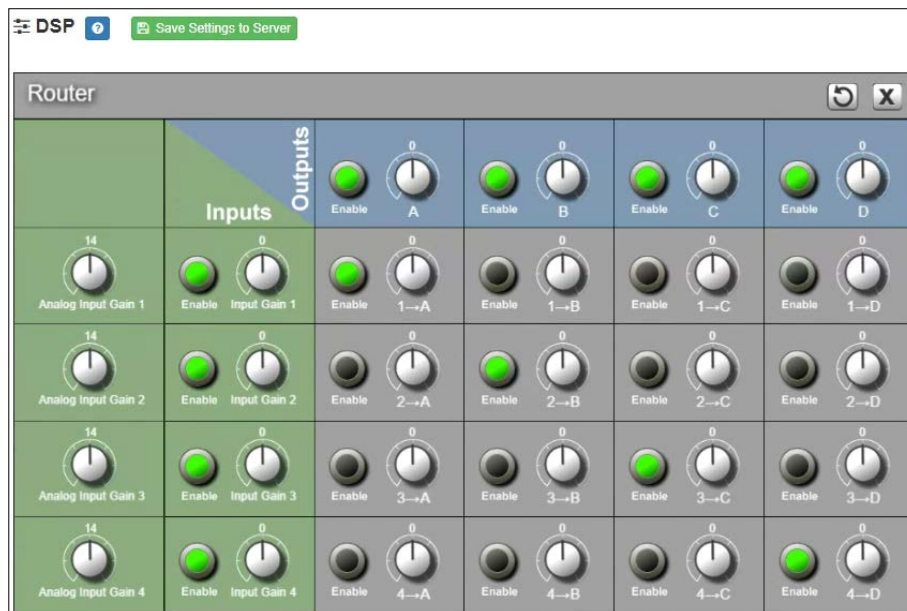 DSP ? Save Settings to Server
Router X
Inputs Outputs
0 0 0 0
Enable A Enable B Enable C Enable D
14 0 0 0 0 0
Analog Input Gain 1 Enable Input Gain 1 Enable 1→A Enable 1→B Enable 1→C Enable 1→D
14 0 0 0 0 0
Analog Input Gain 2 Enable Input Gain 2 Enable 2→A Enable 2→B Enable 2→C Enable 2→D
14 0 0 0 0 0
Analog Input Gain 3 Enable Input Gain 3 Enable 3→A Enable 3→B Enable 3→C Enable 3→D
14 0 0 0 0 0
Analog Input Gain 4 Enable Input Gain 4 Enable 4→A Enable 4→B Enable 4→C Enable 4→D